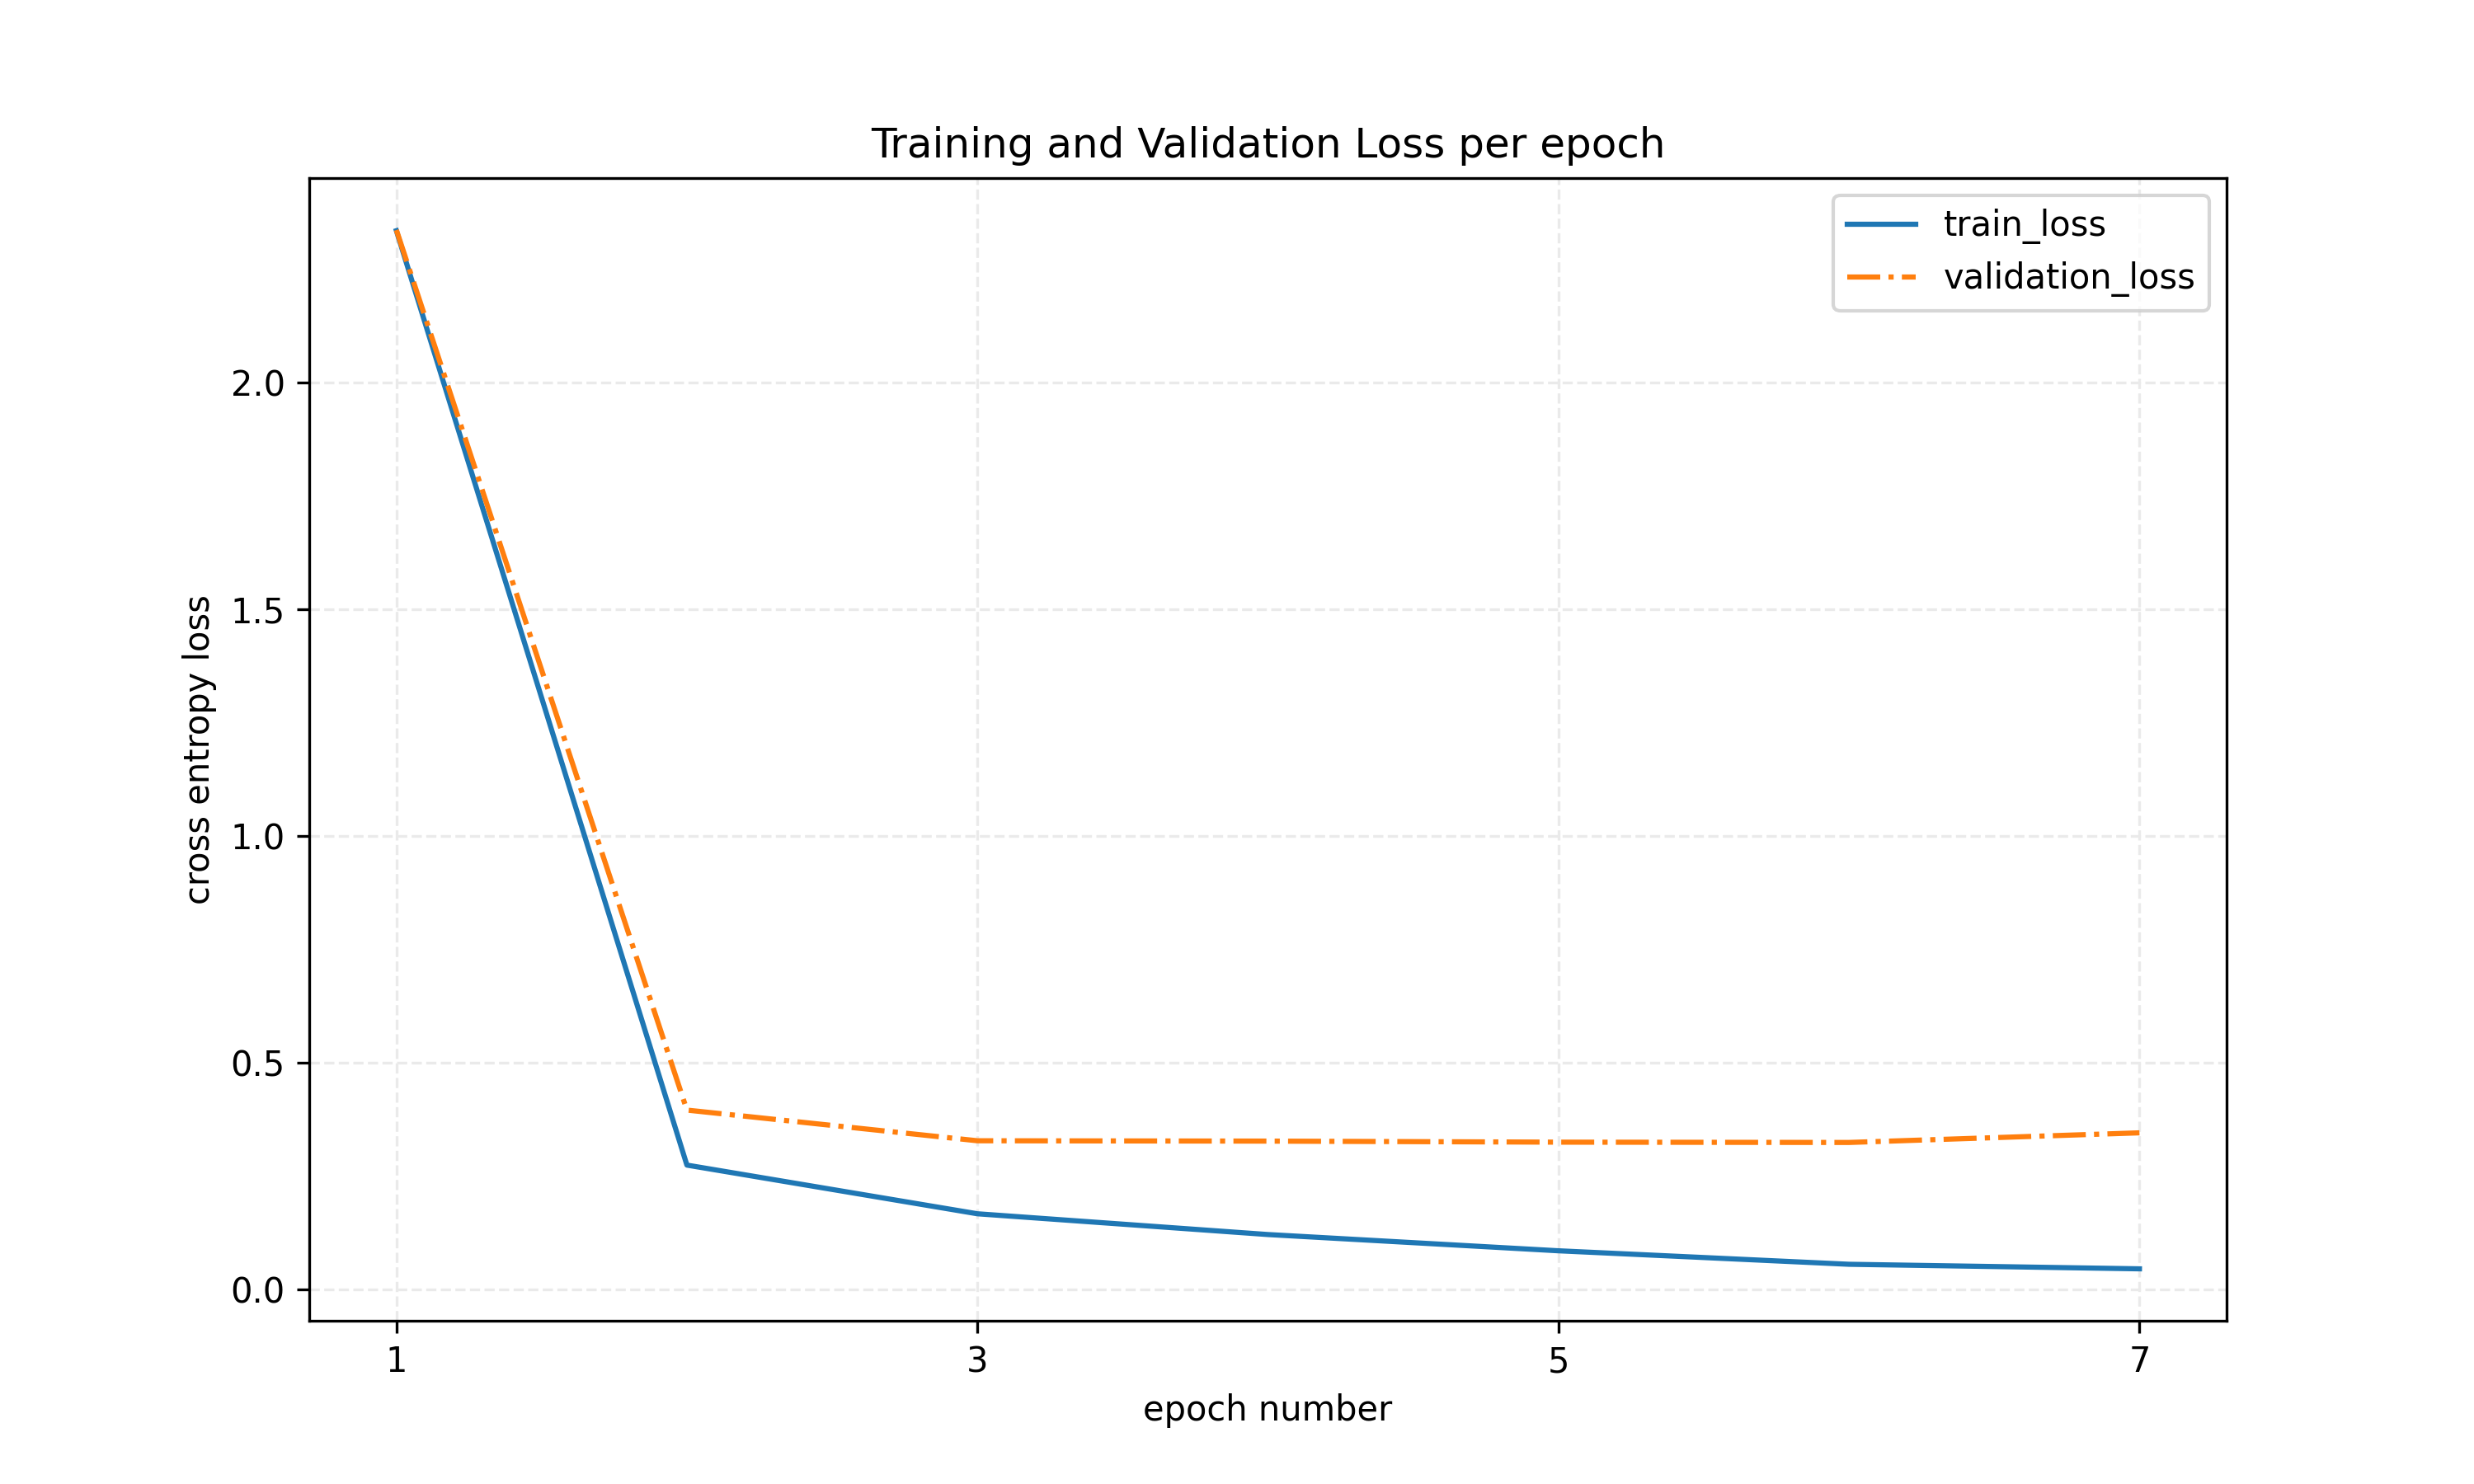 Training and Validation Loss per epoch
train_loss
validation_loss
cross entropy loss
2.0
1.5
1.0
0.5
0.0
1 3 5 7
epoch number